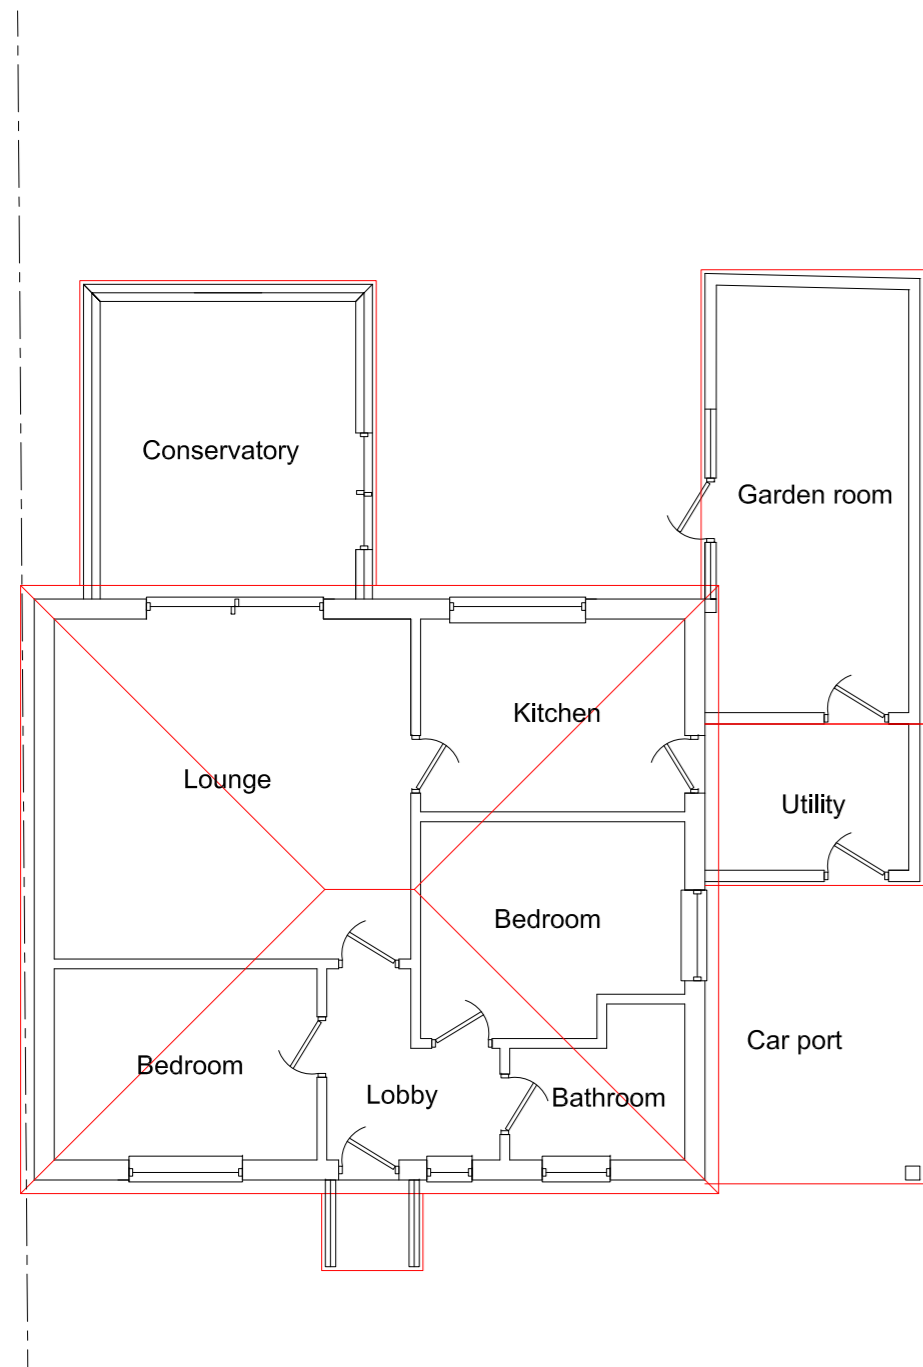 Conservatory
Garden room
Kitchen
Lounge
Utility
Bedroom
Car port
Bedroom
Lobby
Bathroom